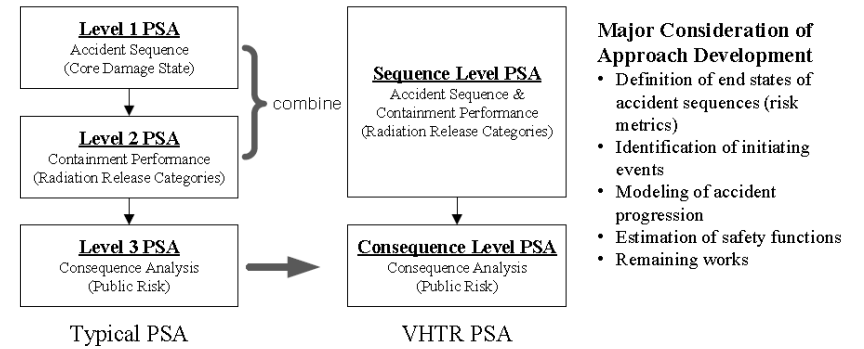 Level 1 PSA
Accident Sequence
(Core Damage State)
Level 2 PSA
Containment Performance
(Radiation Release Categories)
Level 3 PSA
Consequence Analysis
(Public Risk)
Typical PSA
combine
Sequence Level PSA
Accident Sequence &
Containment Performance
(Radiation Release Categories)
Consequence Level PSA
Consequence Analysis
(Public Risk)
VHTR PSA
Major Consideration of
Approach Development
• Definition of end states of
accident sequences (risk
metrics)
• Identification of initiating
events
• Modeling of accident
progression
• Estimation of safety functions
• Remaining works